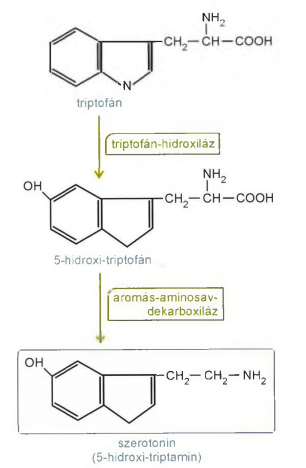 NH₂
CH₂–CH–COOH
N
triptofán
triptofán-hidroxiláz
NH₂
OH
CH₂–CH–COOH
5-hidroxi-triptofán
aromás-aminosav-
dekarboxiláz
OH
CH₂–CH₂–NH₂
szerotonin
(5-hidroxi-triptamin)